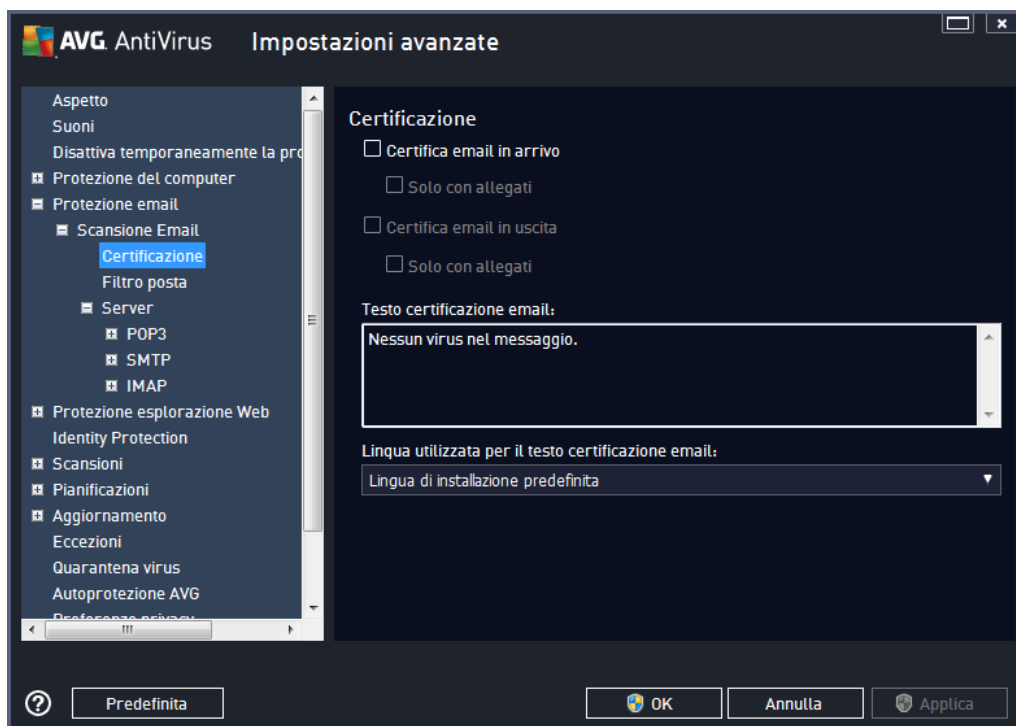 AVG. AntiVirus Impostazioni avanzate
Aspetto
Suoni
Disattiva temporaneamente la pro
Protezione del computer
Protezione email
Scansione Email
Certificazione
Filtro posta
Server
POP3
SMTP
IMAP
Protezione esplorazione Web
Identity Protection
Scansioni
Pianificazioni
Aggiornamento
Eccezioni
Quarantena virus
Autoprotezione AVG
Preferenze privacy
Certificazione
Certifica email in arrivo
Solo con allegati
Certifica email in uscita
Solo con allegati
Testo certificazione email:
Nessun virus nel messaggio.
Lingua utilizzata per il testo certificazione email:
Lingua di installazione predefinita
? Predefinita OK Annulla Applica